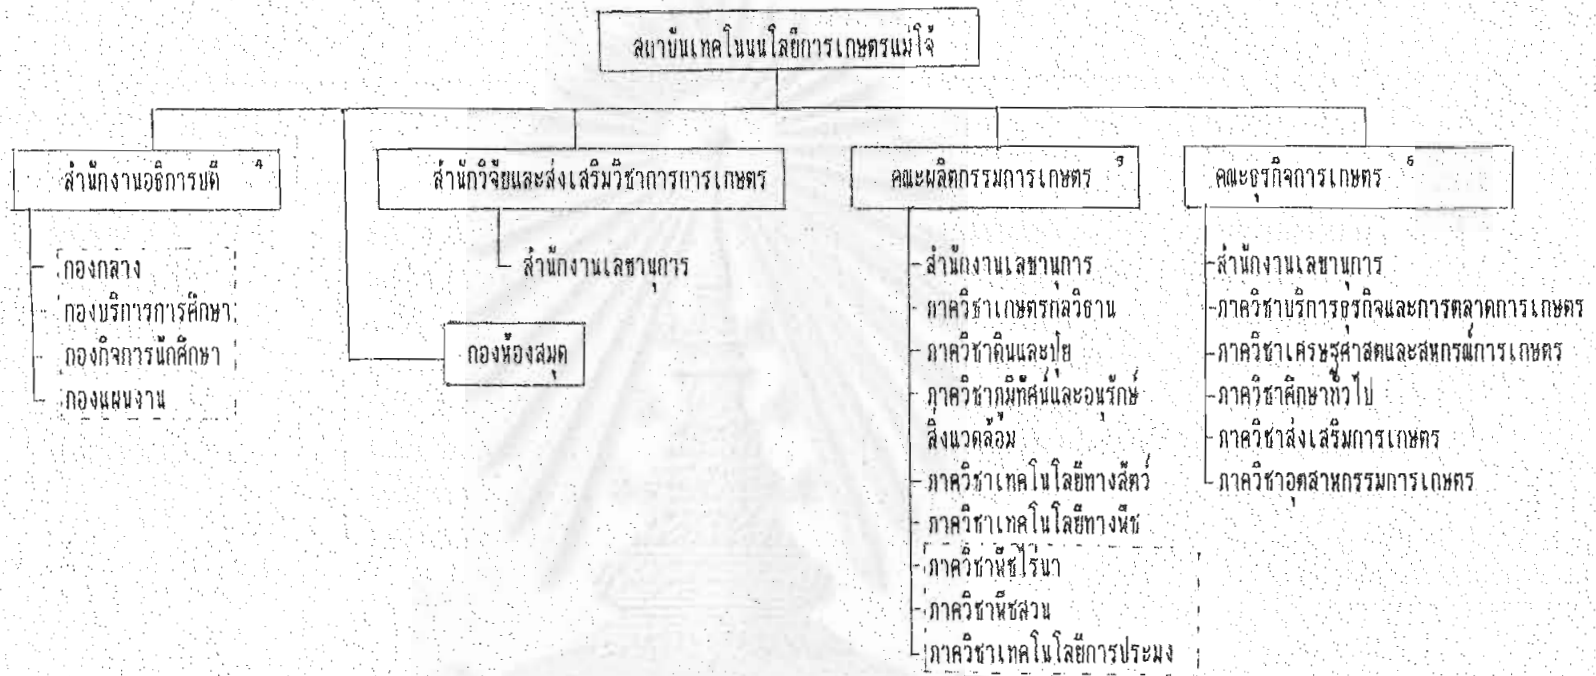 สถาบันเทคโนนนโลยีการเกษตรแม่โจ้
สำนักงานอธิการบดี 4
กองกลาง
กองบริการการศึกษา
กองกิจการนักศึกษา
กองแผนงาน
สำนักวิจัยและส่งเสริมวิชาการการเกษตร
สำนักงานเลขานุการ
กองห้องสมุด
คณะผลิตกรรมการเกษตร
สำนักงานเลขานุการ
ภาควิชาเกษตรกลวิธาน
ภาควิชาดินและปุ๋ย
ภาควิชาภูมิทัศน์และอนุรักษ์
สิ่งแวดล้อม
ภาควิชาเทคโนโลยีทางสัตว์
ภาควิชาเทคโนโลยีทางพืช
ภาควิชาพืชไร่นา
ภาควิชาพืชสวน
ภาควิชาเทคโนโลยีการประมง
คณะธุรกิจการเกษตร 6
สำนักงานเลขานุการ
ภาควิชาบริการธุรกิจและการตลาดการเกษตร
ภาควิชาเศรษฐศาสตและสหกรณ์การเกษตร
ภาควิชาศึกษาทั่วไป
ภาควิชาส่งเสริมการเกษตร
ภาควิชาอุตสาหกรรมการเกษตร